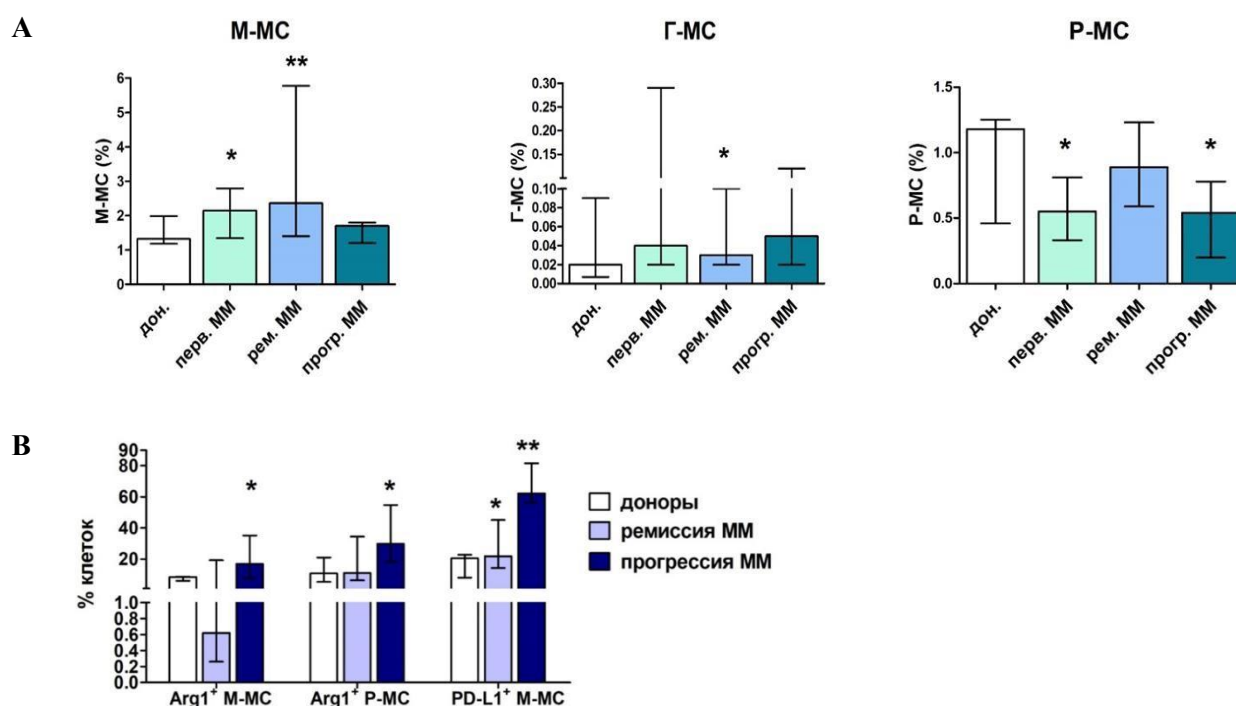 A
М-МС
Г-МС
Р-МС
М-МС (%)
6
5
4
3
2
1
0
*
**
дон.
перв. ММ
рем. ММ
прогр. ММ
Г-МС (%)
0.30
0.25
0.20
0.15
0.10
0.08
0.06
0.04
0.02
0.00
*
дон.
перв. ММ
рем. ММ
прогр. ММ
Р-МС (%)
1.5
1.0
0.5
0.0
*
*
дон.
перв. ММ
рем. ММ
прогр. ММ
B
% клеток
90
80
60
40
20
1.0
0.8
0.6
0.4
0.2
0.0
*
*
*
**
Arg1⁺ M-MC
Arg1⁺ P-MC
PD-L1⁺ M-MC
доноры
ремиссия ММ
прогрессия ММ